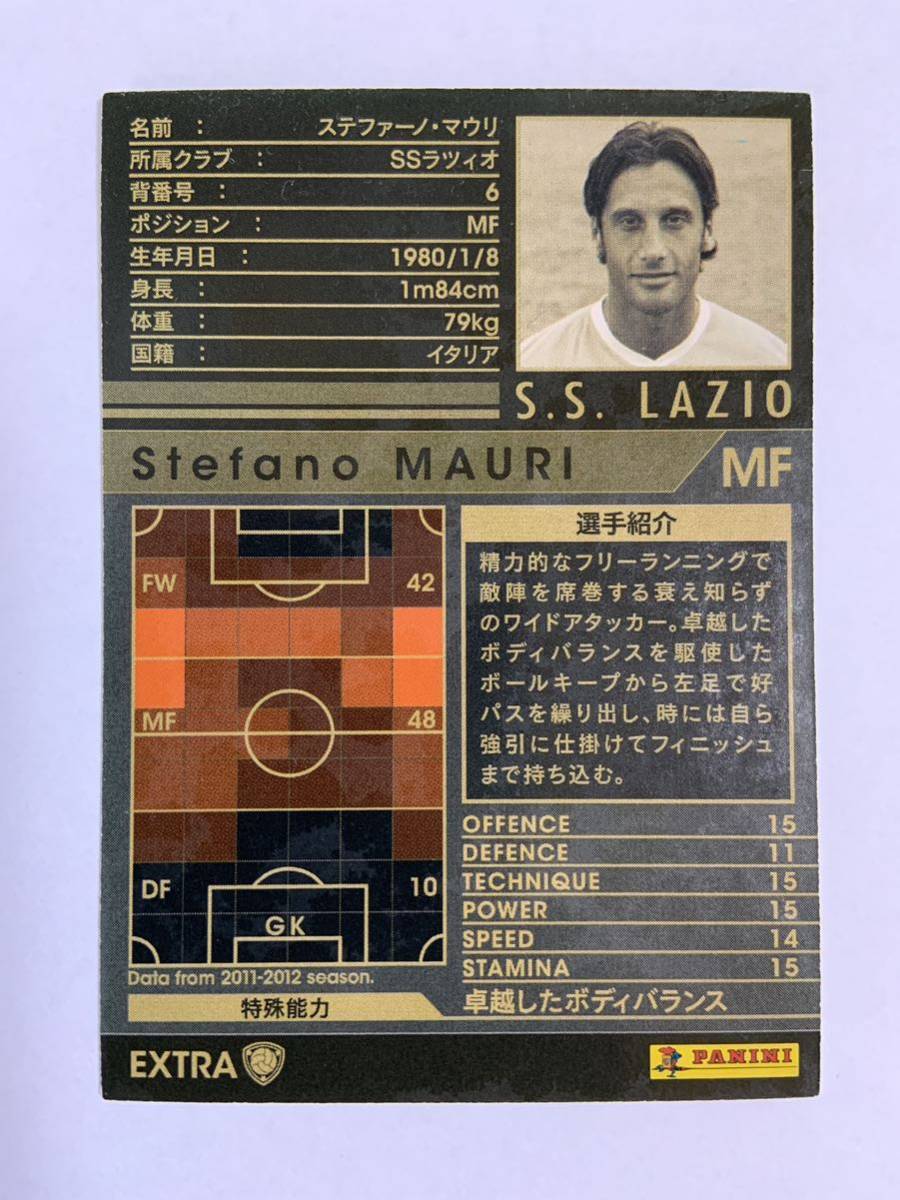 名前 : ステファーノ・マウリ
所属クラブ : SSラツィオ
背番号 : 6
ポジション : MF
生年月日 : 1980/1/8
身長 : 1m84cm
体重 : 79kg
国籍 : イタリア
S.S. LAZIO
Stefano MAURI MF
FW 42
MF 48
DF 10
GK
Data from 2011-2012 season.
選手紹介
精力的なフリーランニングで
敵陣を席巻する衰え知らず
のワイドアタッカー。卓越した
ボディバランスを駆使した
ボールキープから左足で好
パスを繰り出し、時には自ら
強引に仕掛けてフィニッシュ
まで持ち込む。
OFFENCE 15
DEFENCE 11
TECHNIQUE 15
POWER 15
SPEED 14
STAMINA 15
特殊能力 卓越したボディバランス
EXTRA PANINI